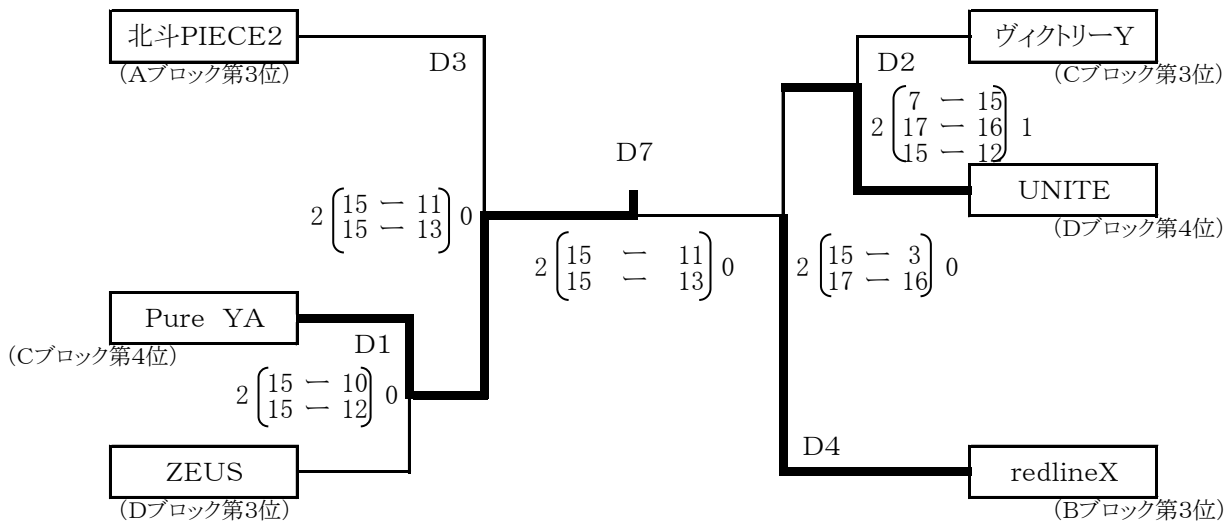 北斗PIECE2
(Aブロック第3位)
D3
D2
ヴィクトリーY
(Cブロック第3位)
2 7 ー 15 1
17 ー 16
15 ー 12
UNITE
(Dブロック第4位)
D7
2 15 ー 11 0
15 ー 13
2 15 ー 11 0
15 ー 13
2 15 ー 3 0
17 ー 16
Pure YA
(Cブロック第4位)
D1
2 15 ー 10 0
15 ー 12
ZEUS
(Dブロック第3位)
D4
redlineX
(Bブロック第3位)